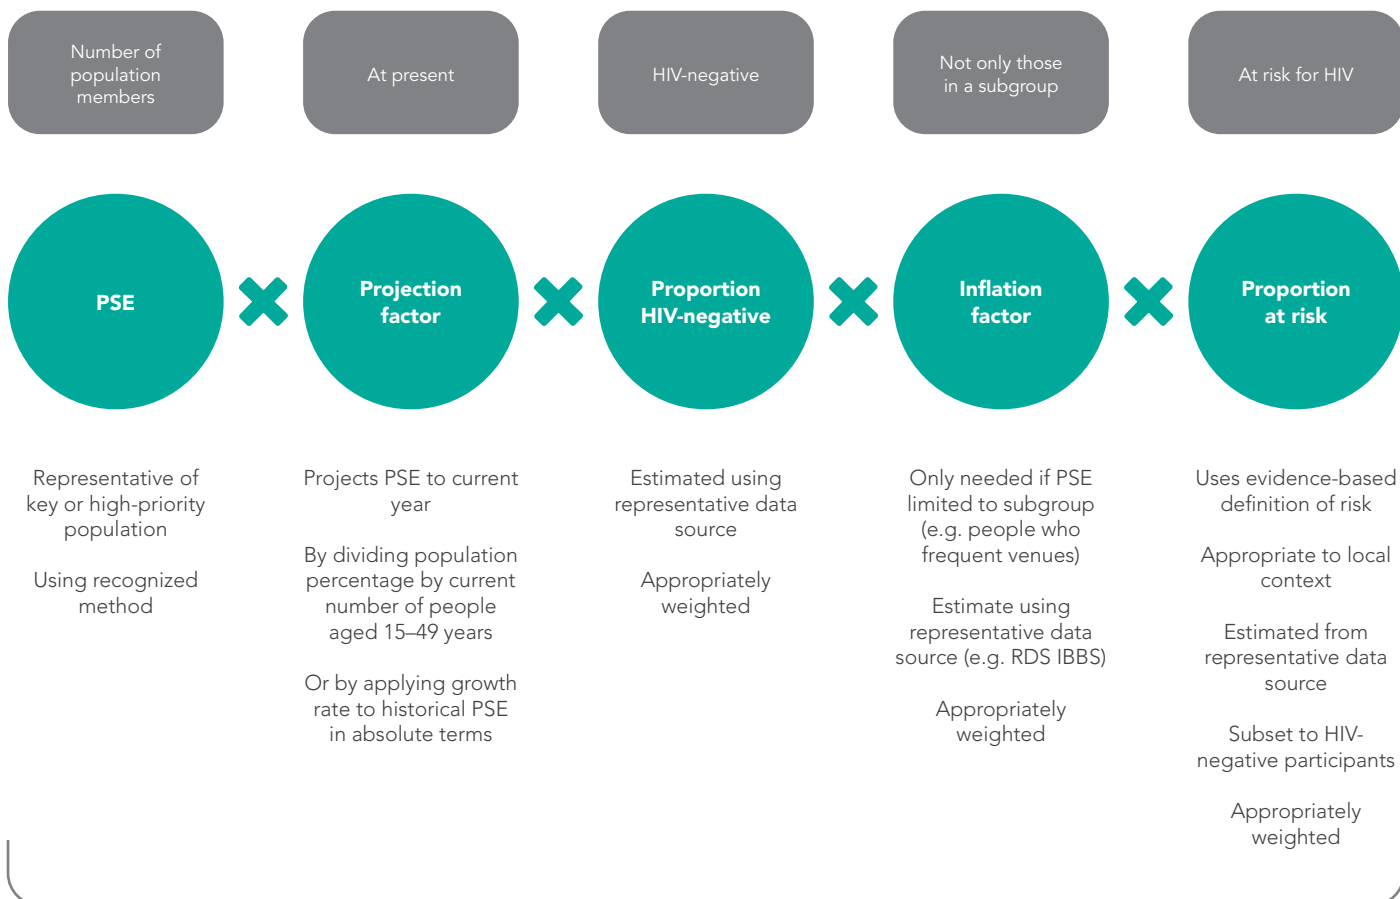 Number of
population
members
At present
HIV-negative
Not only those
in a subgroup
At risk for HIV
PSE
Projection
factor
Proportion
HIV-negative
Inflation
factor
Proportion
at risk
Representative of
key or high-priority
population
Using recognized
method
Projects PSE to current
year
By dividing population
percentage by current
number of people
aged 15–49 years
Or by applying growth
rate to historical PSE
in absolute terms
Estimated using
representative data
source
Appropriately
weighted
Only needed if PSE
limited to subgroup
(e.g. people who
frequent venues)
Estimate using
representative data
source (e.g. RDS IBBS)
Appropriately
weighted
Uses evidence-based
definition of risk
Appropriate to local
context
Estimated from
representative data
source
Subset to HIV-
negative participants
Appropriately
weighted